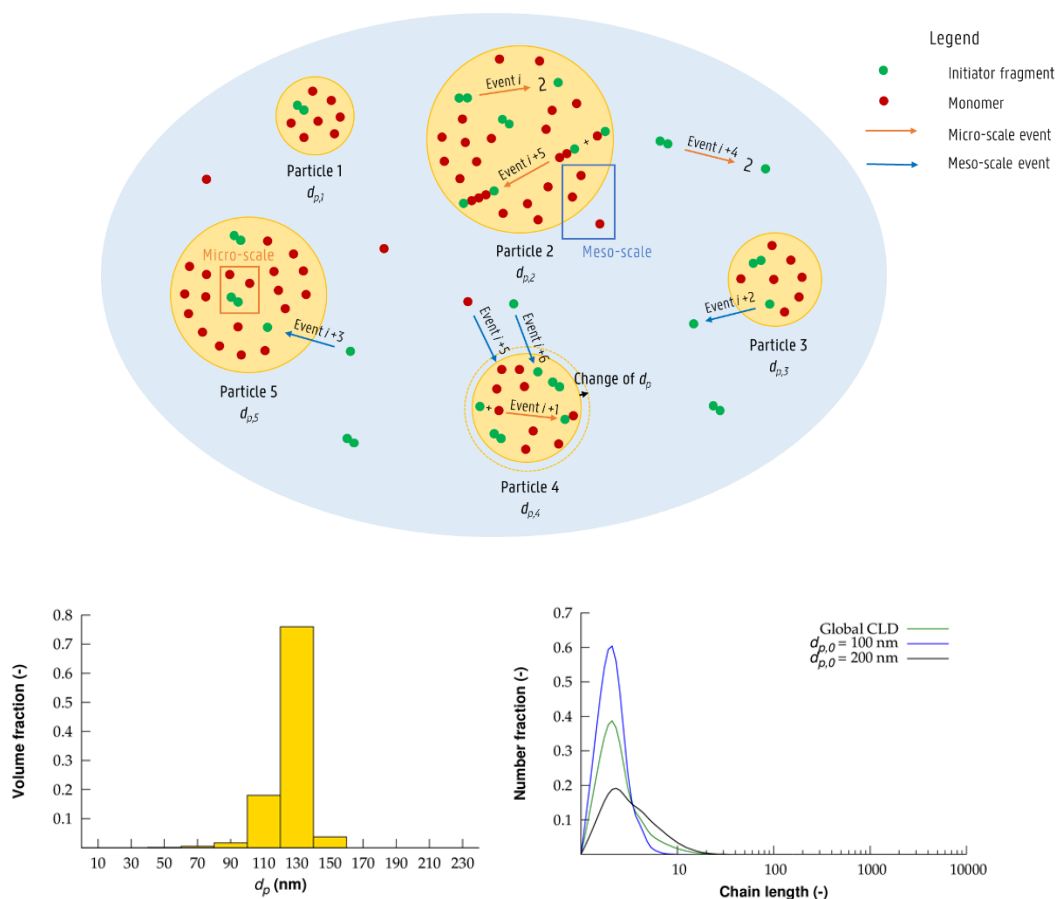 Legend
Initiator fragment
Monomer
Micro-scale event
Meso-scale event
Event i
2
Event i+4
2
+
Event i+5
Particle 1
dp,1
Particle 2
dp,2
Meso-scale
Micro-scale
Event i+3
Event i+2
Particle 3
dp,3
Event i+5
Event i+6
Change of dp
Particle 5
dp,5
+
Event i+1
Particle 4
dp,4
Volume fraction (-)
0.8
0.7
0.6
0.5
0.4
0.3
0.2
0.1
10 30 50 70 90 110 130 150 170 190 210 230
dp (nm)
Number fraction (-)
0.7
0.6
0.5
0.4
0.3
0.2
0.1
Global CLD
dp,0 = 100 nm
dp,0 = 200 nm
10 100 1000 10000
Chain length (-)